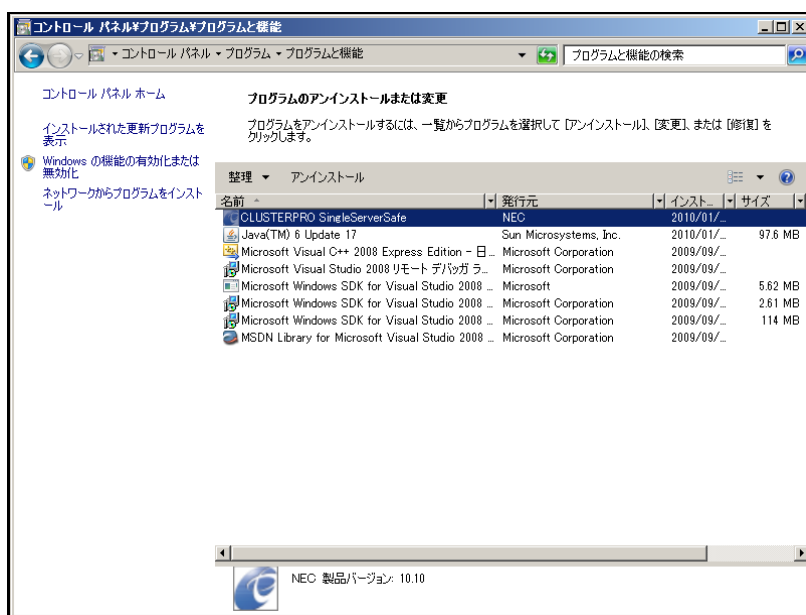 コントロール パネル¥プログラム¥プログラムと機能
コントロール パネル ▾ プログラム ▾ プログラムと機能
プログラムと機能の検索
コントロール パネル ホーム
インストールされた更新プログラムを
表示
Windows の機能の有効化または
無効化
ネットワークからプログラムをインスト
ール
プログラムのアンインストールまたは変更
プログラムをアンインストールするには、一覧からプログラムを選択して [アンインストール]、[変更]、または [修復] を
クリックします。
整理 ▾ アンインストール
名前 発行元 インスト... サイズ
CLUSTERPRO SingleServerSafe NEC 2010/01/...
Java(TM) 6 Update 17 Sun Microsystems, Inc. 2010/01/... 97.6 MB
Microsoft Visual C++ 2008 Express Edition - 日... Microsoft Corporation 2009/09/...
Microsoft Visual Studio 2008 リモート デバッガ ラ... Microsoft Corporation 2009/09/...
Microsoft Windows SDK for Visual Studio 2008 ... Microsoft 2009/09/... 5.62 MB
Microsoft Windows SDK for Visual Studio 2008 ... Microsoft Corporation 2009/09/... 2.61 MB
Microsoft Windows SDK for Visual Studio 2008 ... Microsoft Corporation 2009/09/... 114 MB
MSDN Library for Microsoft Visual Studio 2008 ... Microsoft Corporation 2009/09/...
NEC 製品バージョン: 10.10